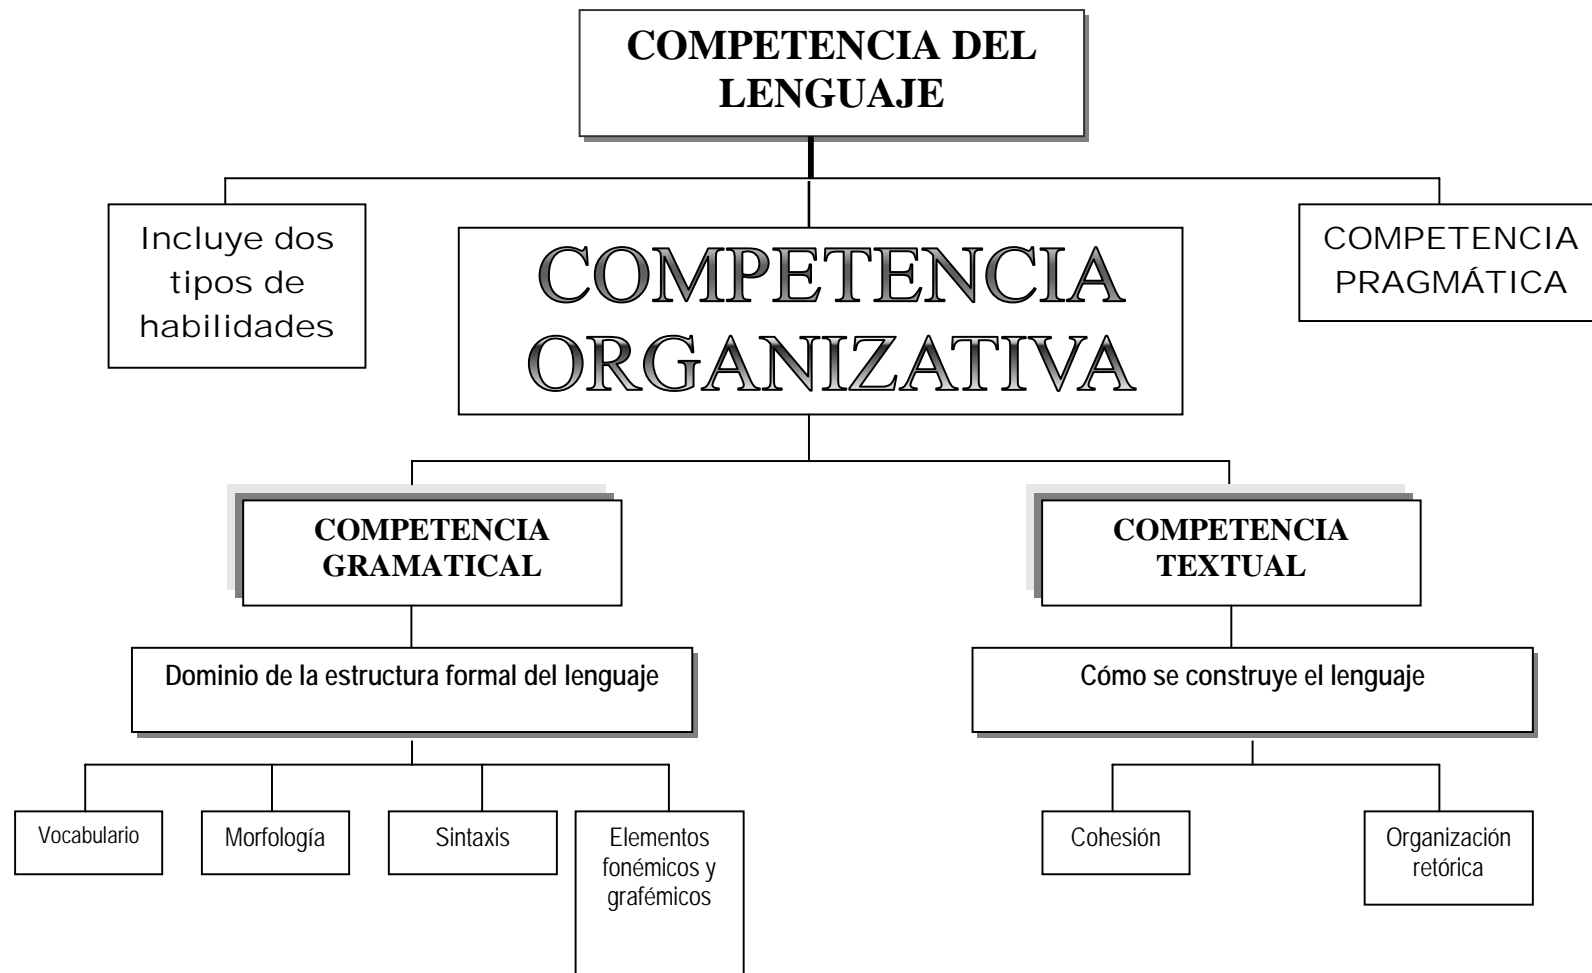 COMPETENCIA DEL
LENGUAJE
Incluye dos
tipos de
habilidades
COMPETENCIA
ORGANIZATIVA
COMPETENCIA
PRAGMÁTICA
COMPETENCIA
GRAMATICAL
COMPETENCIA
TEXTUAL
Dominio de la estructura formal del lenguaje
Cómo se construye el lenguaje
Vocabulario
Morfología
Sintaxis
Elementos
fonémicos y
grafémicos
Cohesión
Organización
retórica